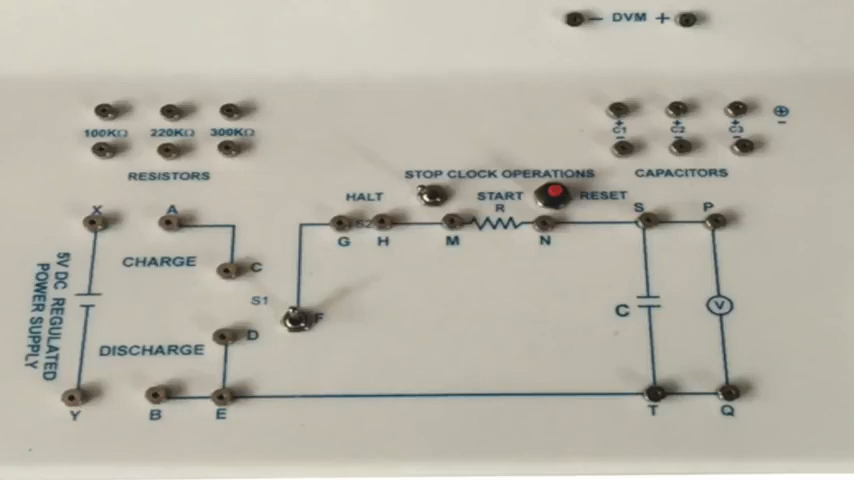 − DVM +
100KΩ 220KΩ 300KΩ
RESISTORS
+ + + ⊕
C1 C2 C3
− − − −
CAPACITORS
STOP CLOCK OPERATIONS
HALT START RESET
R
X A S P
S2
G H M N
CHARGE C
5V DC REGULATED
POWER SUPPLY
S1
F
C V
D
DISCHARGE
Y B E T Q